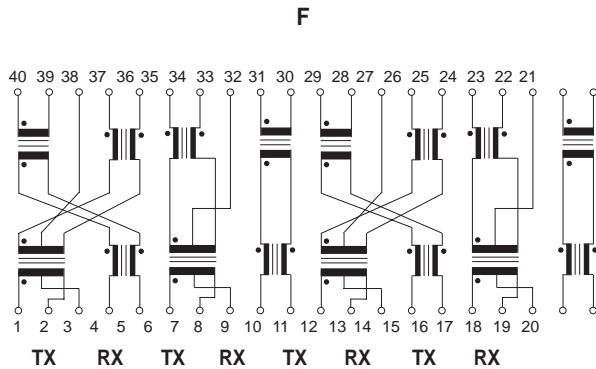 F
40 39 38 37 36 35 34 33 32 31 30 29 28 27 26 25 24 23 22 21
1 2 3 4 5 6 7 8 9 10 11 12 13 14 15 16 17 18 19 20
TX RX TX RX TX RX TX RX